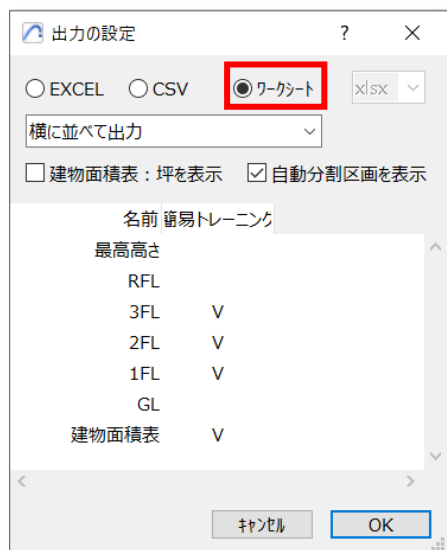 出力の設定 ? ×
EXCEL CSV ﾜｰｸｼｰﾄ xlsx
横に並べて出力
建物面積表：坪を表示 自動分割区画を表示
名前 簡易トレーニング
最高高さ
RFL
3FL V
2FL V
1FL V
GL
建物面積表 V
ｷｬﾝｾﾙ OK